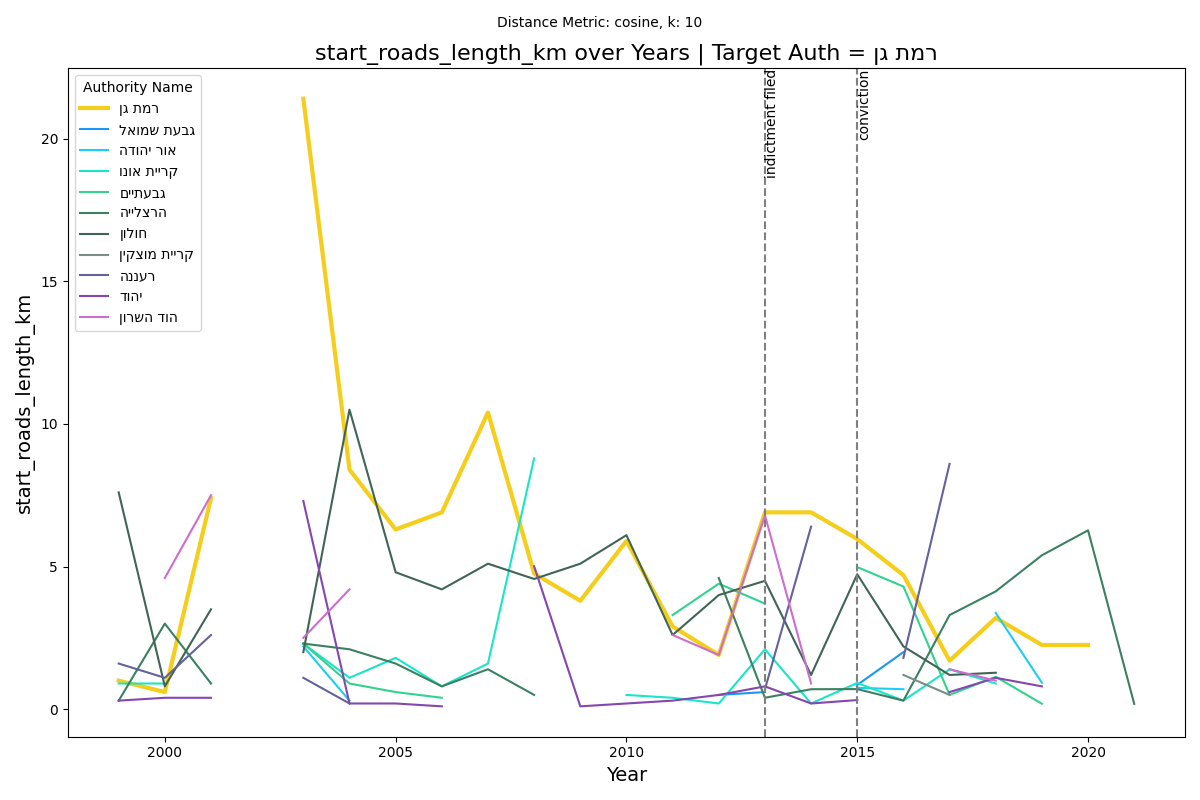 Distance Metric: cosine, k: 10
start_roads_length_km over Years | Target Auth = רמת גן
Authority Name
רמת גן
גבעת שמואל
אור יהודה
קריית אונו
גבעתיים
הרצלייה
חולון
קריית מוצקין
רעננה
יהוד
הוד השרון
indictment filed
conviction
start_roads_length_km
20
15
10
5
0
2000
2005
2010
2015
2020
Year